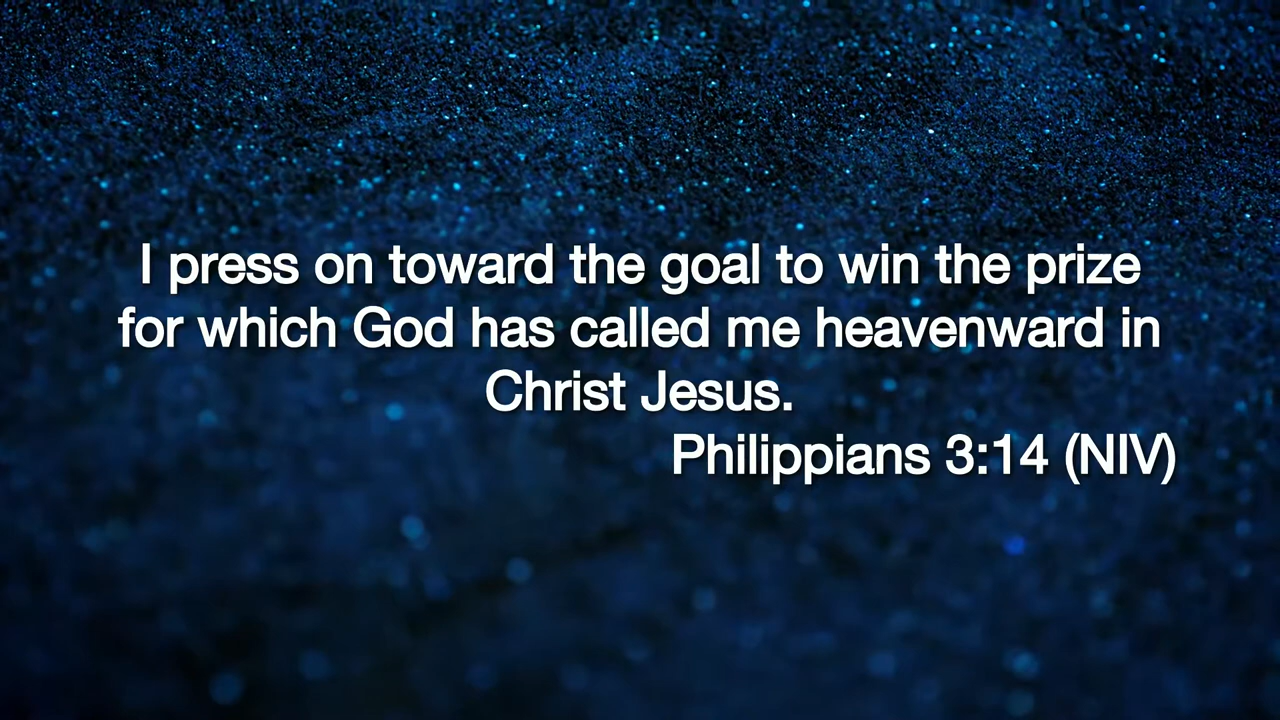 I press on toward the goal to win the prize
for which God has called me heavenward in
Christ Jesus.
Philippians 3:14 (NIV)